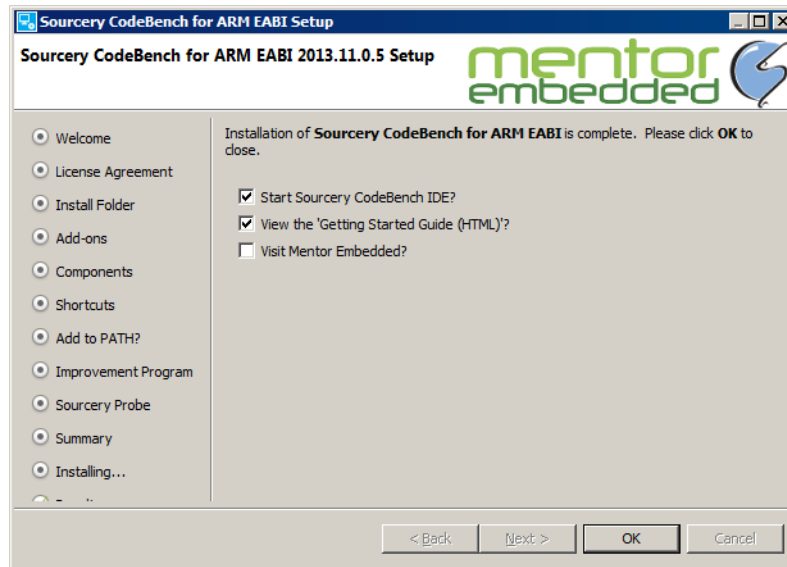 Sourcery CodeBench for ARM EABI Setup
Sourcery CodeBench for ARM EABI 2013.11.0.5 Setup
mentor
embedded
Welcome
License Agreement
Install Folder
Add-ons
Components
Shortcuts
Add to PATH?
Improvement Program
Sourcery Probe
Summary
Installing...
Installation of Sourcery CodeBench for ARM EABI is complete. Please click OK to
close.
Start Sourcery CodeBench IDE?
View the 'Getting Started Guide (HTML)'?
Visit Mentor Embedded?
< Back
Next >
OK
Cancel